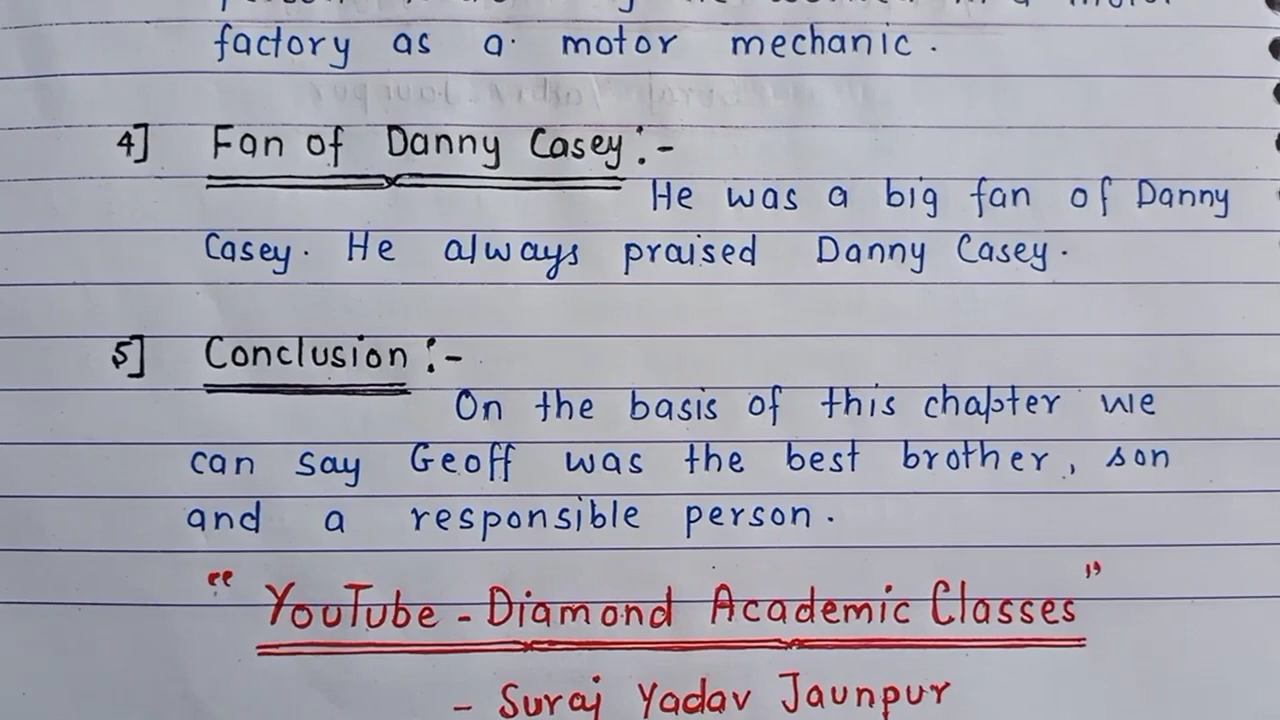 factory as a motor mechanic.
4] Fan of Danny Casey :-
He was a big fan of Danny
Casey. He always praised Danny Casey.
5] Conclusion :-
On the basis of this chapter we
can say Geoff was the best brother, son
and a responsible person.
"YouTube - Diamond Academic Classes"
- Suraj Yadav Jaunpur